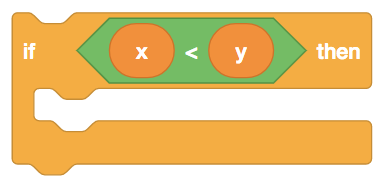 if x < y then